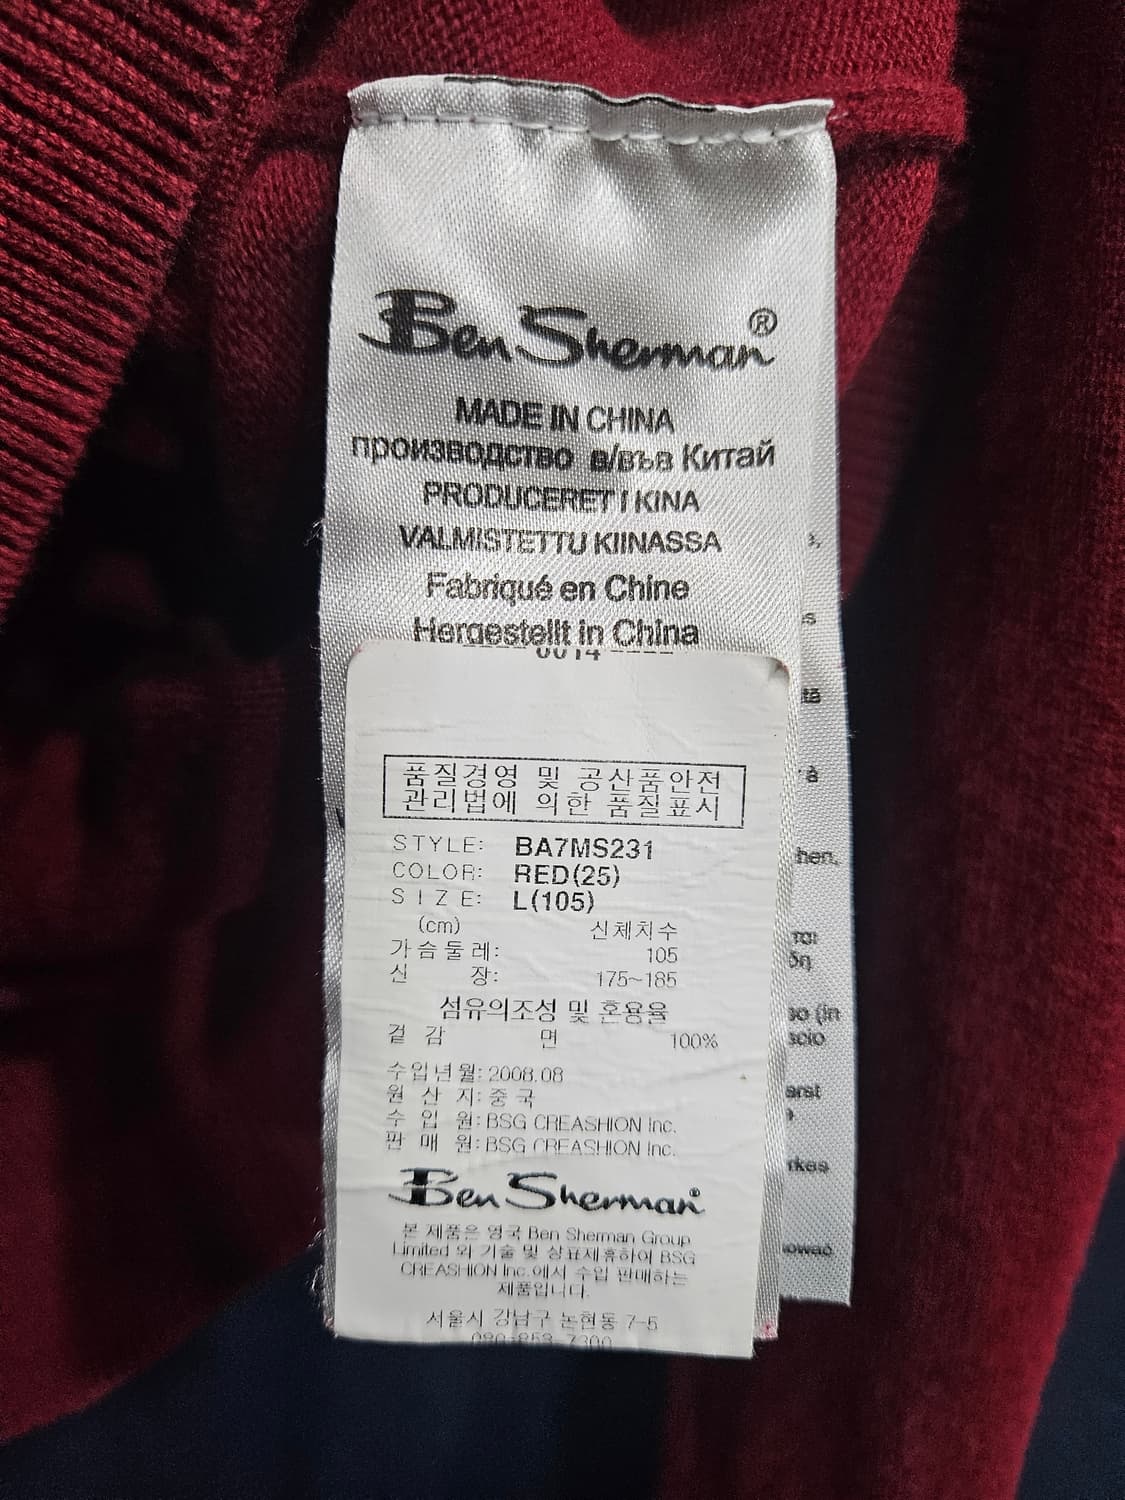 Ben Sherman®
MADE IN CHINA
производство в/във Китай
PRODUCERET I KINA
VALMISTETTU KIINASSA
Fabriqué en Chine
Hergestellt in China
0014
품질경영 및 공산품안전
관리법에 의한 품질표시
STYLE: BA7MS231
COLOR: RED(25)
SIZE: L(105)
(cm) 신체치수
가슴둘레: 105
신 장: 175~185
섬유의조성 및 혼용율
겉감 면 100%
수입년월: 2008.08
원 산 지: 중국
수 입 원: BSG CREASHION Inc.
판 매 원: BSG CREASHION Inc.
Ben Sherman®
본 제품은 영국 Ben Sherman Group
Limited 와 기술 및 상표제휴하여 BSG
CREASHION Inc.에서 수입 판매하는
제품입니다.
서울시 강남구 논현동 7-5
hen,